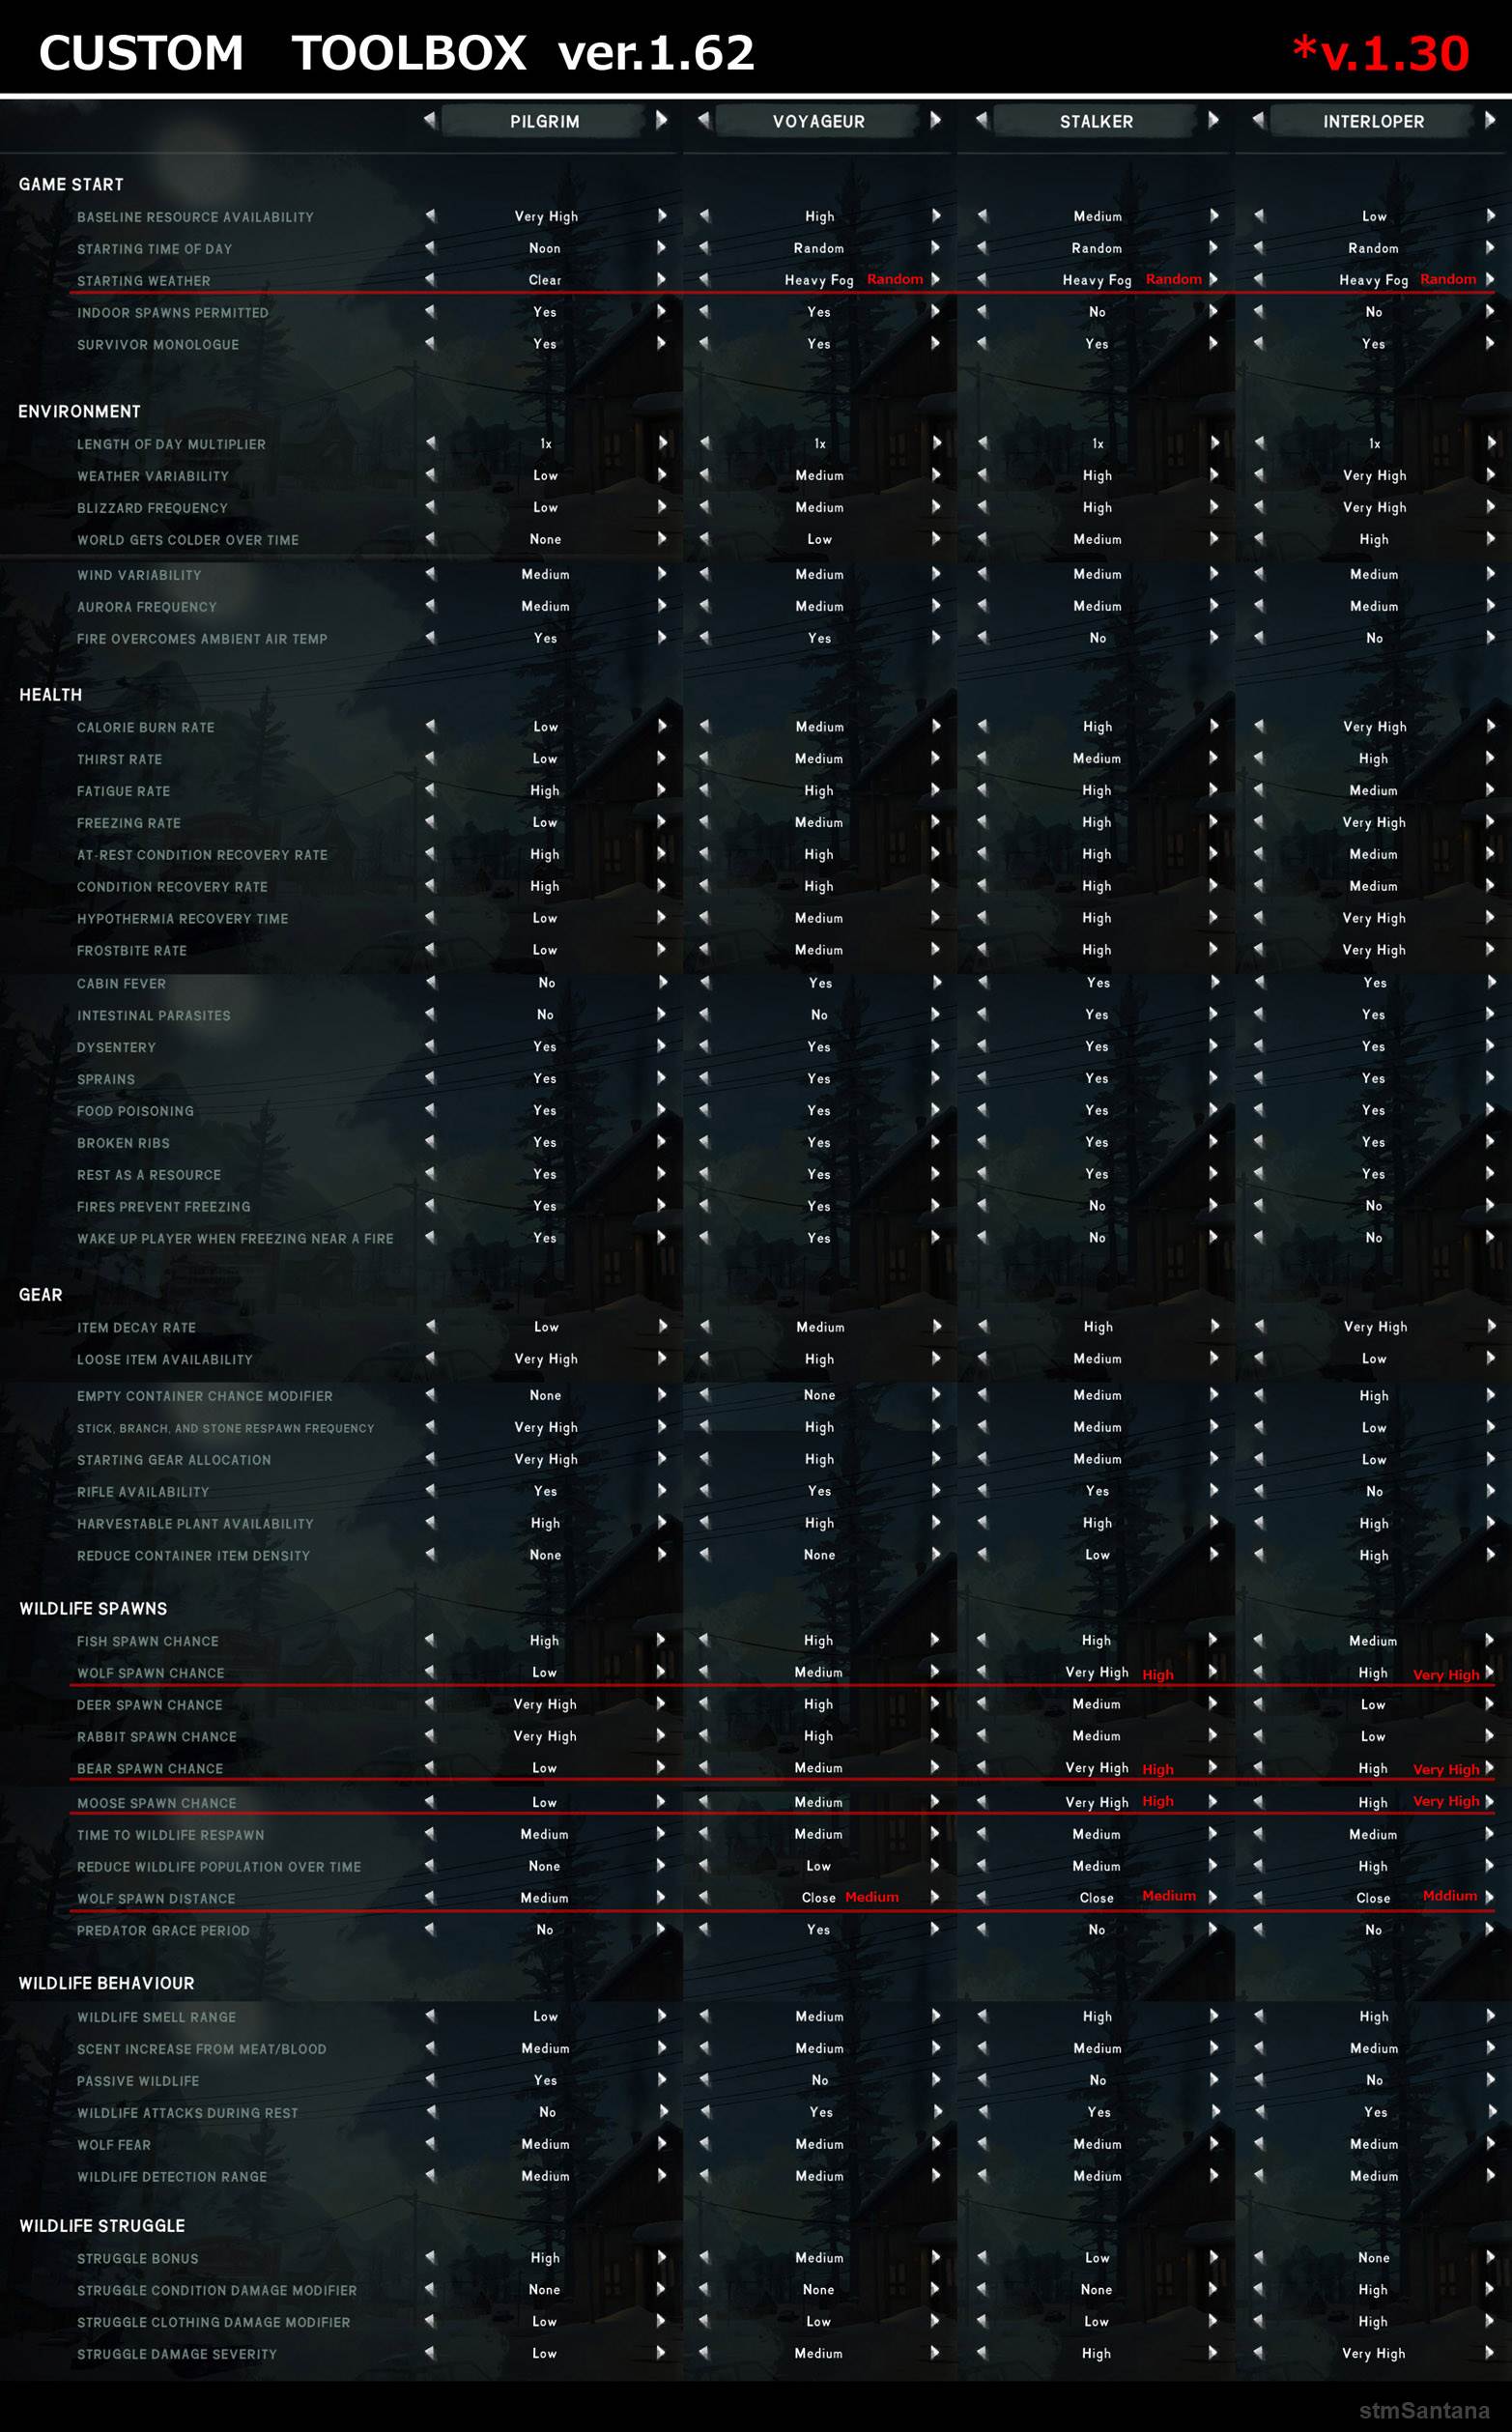 CUSTOM TOOLBOX ver.1.62 *v.1.30
PILGRIM VOYAGEUR STALKER INTERLOPER
GAME START
BASELINE RESOURCE AVAILABILITY Very High High Medium Low
STARTING TIME OF DAY Noon Random Random Random
STARTING WEATHER Clear Heavy Fog Random Heavy Fog Random Heavy Fog Random
INDOOR SPAWNS PERMITTED Yes Yes No No
SURVIVOR MONOLOGUE Yes Yes Yes Yes
ENVIRONMENT
LENGTH OF DAY MULTIPLIER 1x 1x 1x 1x
WEATHER VARIABILITY Low Medium High Very High
BLIZZARD FREQUENCY Low Medium High Very High
WORLD GETS COLDER OVER TIME None Low Medium High
WIND VARIABILITY Medium Medium Medium Medium
AURORA FREQUENCY Medium Medium Medium Medium
FIRE OVERCOMES AMBIENT AIR TEMP Yes Yes No No
HEALTH
CALORIE BURN RATE Low Medium High Very High
THIRST RATE Low Medium Medium High
FATIGUE RATE High High High Medium
FREEZING RATE Low Medium High Very High
AT-REST CONDITION RECOVERY RATE High High High Medium
CONDITION RECOVERY RATE High High High Medium
HYPOTHERMIA RECOVERY TIME Low Medium High Very High
FROSTBITE RATE Low Medium High Very High
CABIN FEVER No Yes Yes Yes
INTESTINAL PARASITES No No Yes Yes
DYSENTERY Yes Yes Yes Yes
SPRAINS Yes Yes Yes Yes
FOOD POISONING Yes Yes Yes Yes
BROKEN RIBS Yes Yes Yes Yes
REST AS A RESOURCE Yes Yes Yes Yes
FIRES PREVENT FREEZING Yes Yes No No
WAKE UP PLAYER WHEN FREEZING NEAR A FIRE Yes Yes No No
GEAR
ITEM DECAY RATE Low Medium High Very High
LOOSE ITEM AVAILABILITY Very High High Medium Low
EMPTY CONTAINER CHANCE MODIFIER None None Medium High
STICK, BRANCH, AND STONE RESPAWN FREQUENCY Very High High Medium Low
STARTING GEAR ALLOCATION Very High High Medium Low
RIFLE AVAILABILITY Yes Yes Yes No
HARVESTABLE PLANT AVAILABILITY High High High High
REDUCE CONTAINER ITEM DENSITY None None Low High
WILDLIFE SPAWNS
FISH SPAWN CHANCE High High High Medium
WOLF SPAWN CHANCE Low Medium Very High High High Very High
DEER SPAWN CHANCE Very High High Medium Low
RABBIT SPAWN CHANCE Very High High Medium Low
BEAR SPAWN CHANCE Low Medium Very High High High Very High
MOOSE SPAWN CHANCE Low Medium Very High High High Very High
TIME TO WILDLIFE RESPAWN Medium Medium Medium Medium
REDUCE WILDLIFE POPULATION OVER TIME None Low Medium High
WOLF SPAWN DISTANCE Medium Close Medium Close Medium Close Mddium
PREDATOR GRACE PERIOD No Yes No No
WILDLIFE BEHAVIOUR
WILDLIFE SMELL RANGE Low Medium High High
SCENT INCREASE FROM MEAT/BLOOD Medium Medium Medium Medium
PASSIVE WILDLIFE Yes No No No
WILDLIFE ATTACKS DURING REST No Yes Yes Yes
WOLF FEAR Medium Medium Medium Medium
WILDLIFE DETECTION RANGE Medium Medium Medium Medium
WILDLIFE STRUGGLE
STRUGGLE BONUS High Medium Low None
STRUGGLE CONDITION DAMAGE MODIFIER None None None High
STRUGGLE CLOTHING DAMAGE MODIFIER Low Low Low High
STRUGGLE DAMAGE SEVERITY Low Medium High Very High
stmSantana